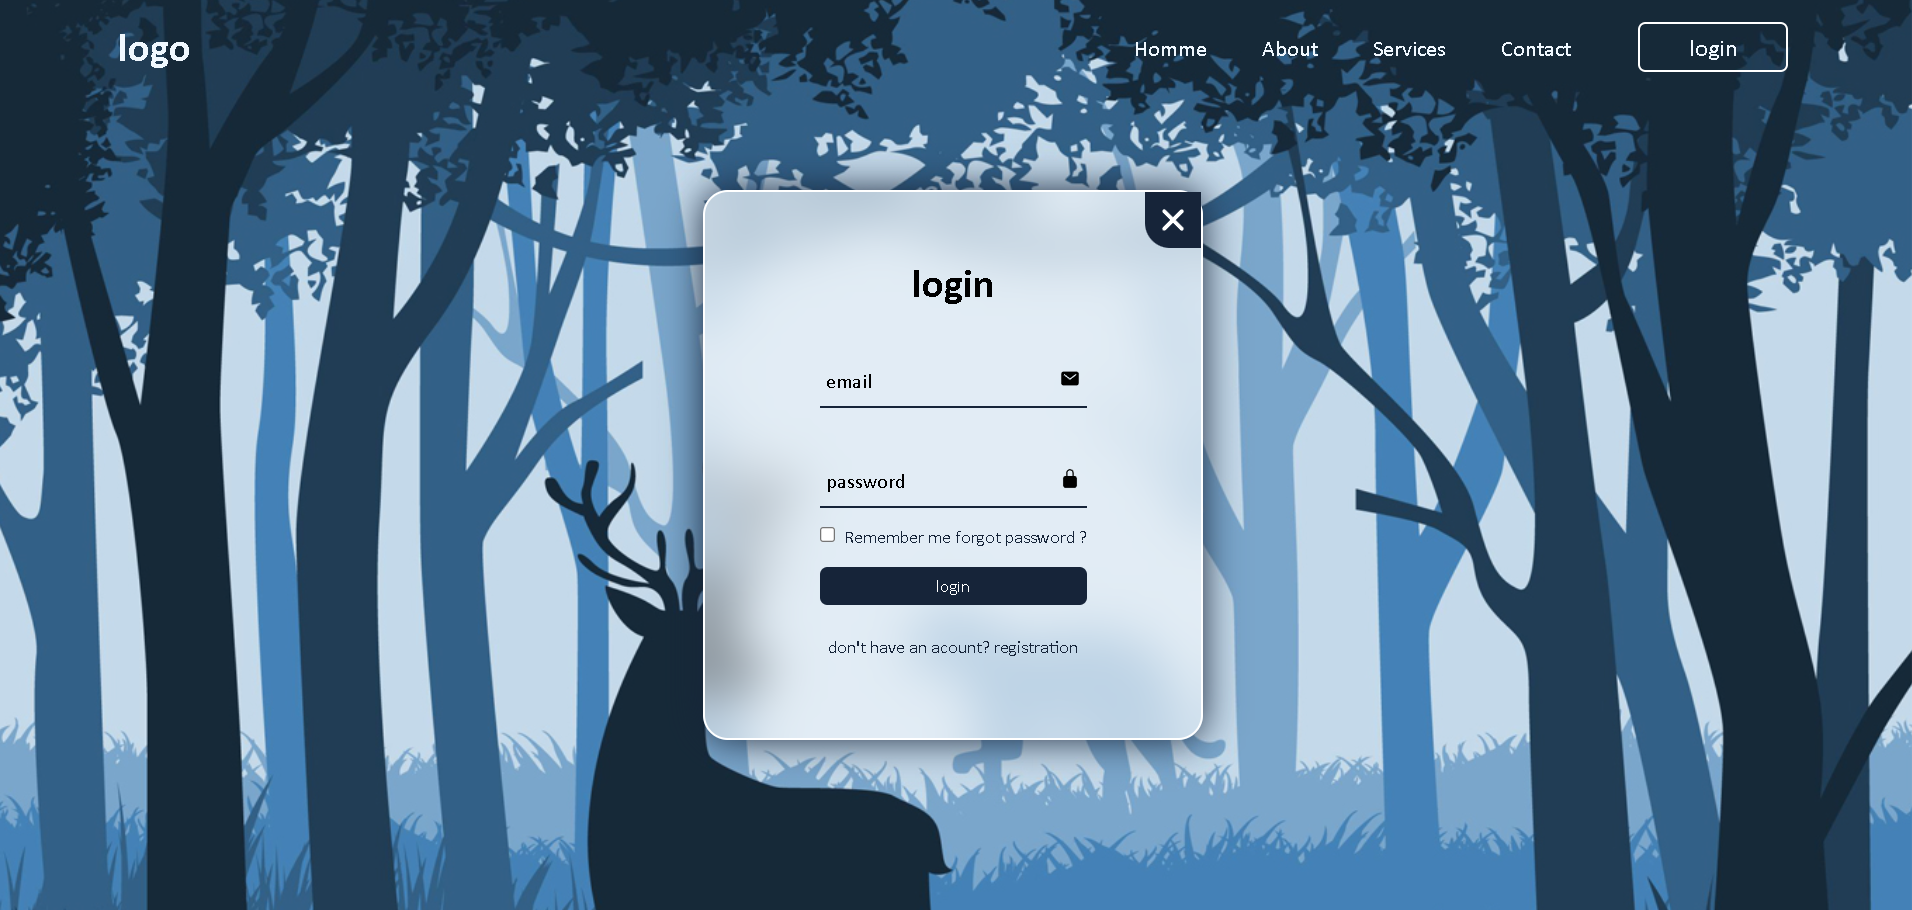 logo
Homme About Services Contact login
login
email
password
Remember me forgot password ?
login
don't have an acount? registration